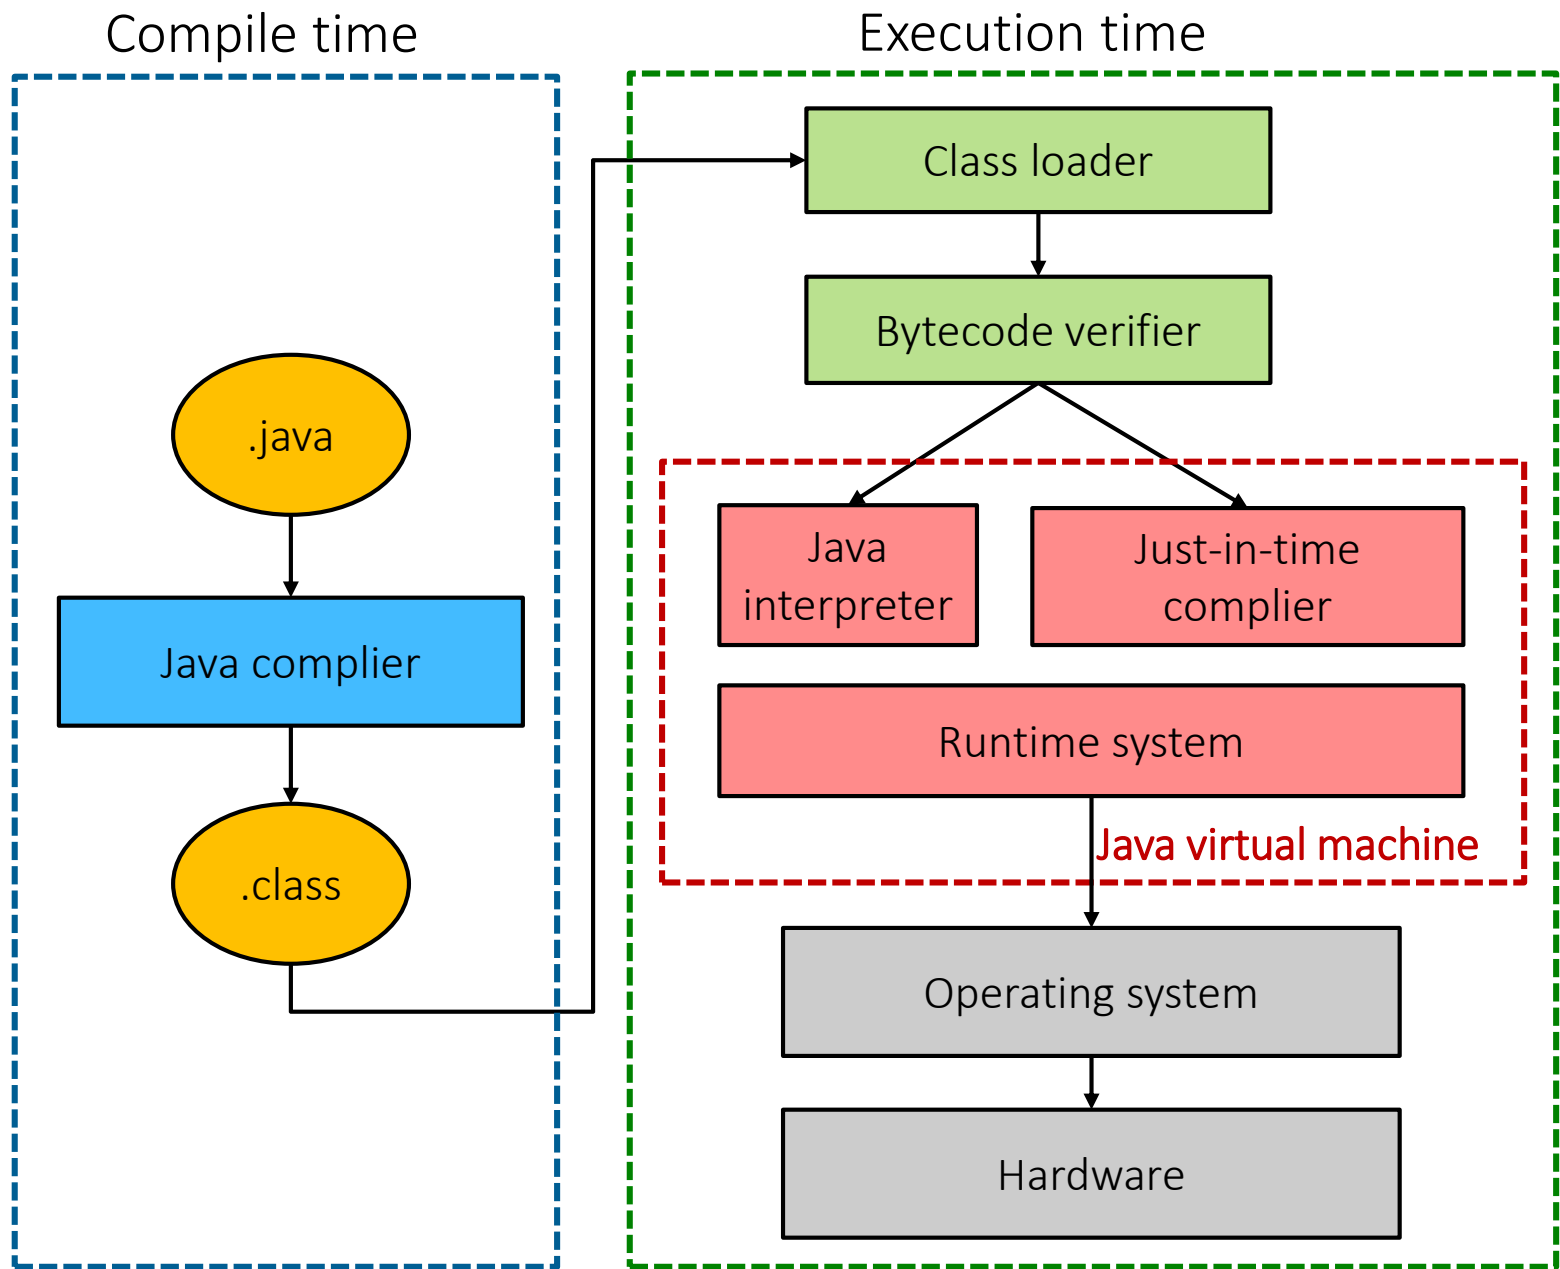 Compile time
.java
Java complier
.class
Execution time
Class loader
Bytecode verifier
Java
interpreter
Just-in-time
complier
Runtime system
Java virtual machine
Operating system
Hardware